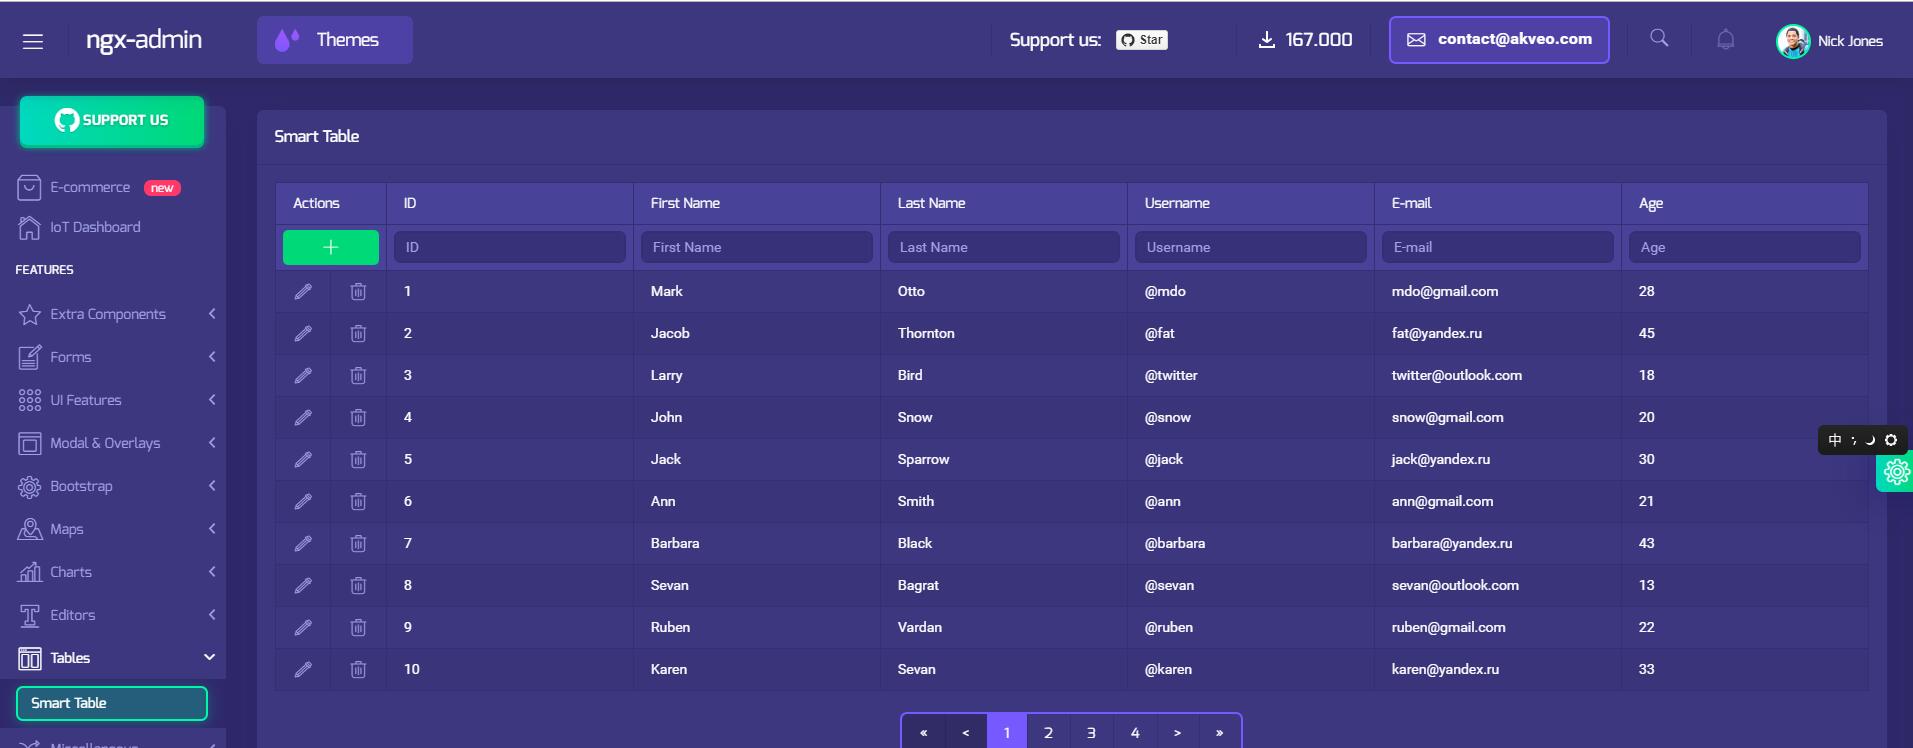 ngx-admin
Themes
Support us:
Star
167.000
contact@akveo.com
Nick Jones
SUPPORT US
E-commerce new
IoT Dashboard
FEATURES
Extra Components
Forms
UI Features
Modal & Overlays
Bootstrap
Maps
Charts
Editors
Tables
Smart Table
Miscellaneous
Smart Table
Actions ID First Name Last Name Username E-mail Age
ID First Name Last Name Username E-mail Age
1 Mark Otto @mdo mdo@gmail.com 28
2 Jacob Thornton @fat fat@yandex.ru 45
3 Larry Bird @twitter twitter@outlook.com 18
4 John Snow @snow snow@gmail.com 20
5 Jack Sparrow @jack jack@yandex.ru 30
6 Ann Smith @ann ann@gmail.com 21
7 Barbara Black @barbara barbara@yandex.ru 43
8 Sevan Bagrat @sevan sevan@outlook.com 13
9 Ruben Vardan @ruben ruben@gmail.com 22
10 Karen Sevan @karen karen@yandex.ru 33
« < 1 2 3 4 > »
中